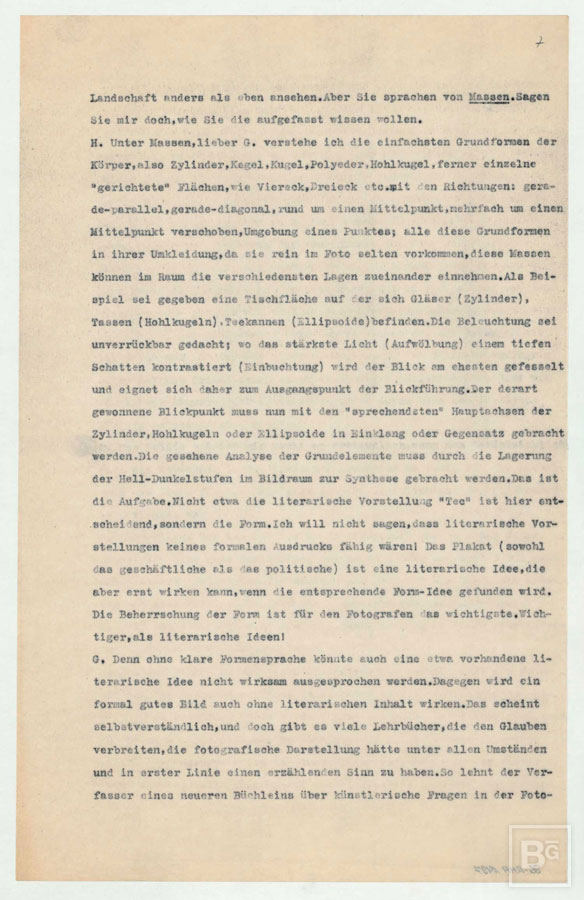 7
Landschaft anders als eben ansehen.Aber Sie sprachen von Massen.Sagen
Sie mir doch,wie Sie die aufgefasst wissen wollen.
H. Unter Massen,lieber G. verstehe ich die einfachsten Grundformen der
Körper,also Zylinder,Kegel,Kugel,Polyeder,Hohlkugel,ferner einzelne
"gerichtete" Flächen,wie Viereck,Dreieck etc.mit den Richtungen: gera-
de-parallel,gerade-diagonal,rund um einen Mittelpunkt,mehrfach um einen
Mittelpunkt verschoben,Umgebung eines Punktes; alle diese Grundformen
in ihrer Umkleidung,da sie rein im Foto selten vorkommen,diese Massen
können im Raum die verschiedensten Lagen zueinander einnehmen.Als Bei-
spiel sei gegeben eine Tischfläche auf der sich Gläser (Zylinder),
Tassen (Hohlkugeln),Teekannen (Ellipsoide)befinden.Die Beleuchtung sei
unverrückbar gedacht; wo das stärkste Licht (Aufwölbung) einem tiefen
Schatten kontrastiert (Einbuchtung) wird der Blick am ehesten gefesselt
und eignet sich daher zum Ausgangspunkt der Blickführung.Der derart
gewonnene Blickpunkt muss nun mit den "sprechendsten" Hauptachsen der
Zylinder,Hohlkugeln oder Ellipsoide in Einklang oder Gegensatz gebracht
werden.Die gesehene Analyse der Grundelemente muss durch die Lagerung
der Hell-Dunkelstufen im Bildraum zur Synthese gebracht werden.Das ist
die Aufgabe.Nicht etwa die literarische Vorstellung "Tee" ist hier ent-
scheidend,sondern die Form.Ich will nicht sagen,dass literarische Vor-
stellungen keines formalen Ausdrucks fähig wären! Das Plakat (sowohl
das geschäftliche als das politische) ist eine literarische Idee,die
aber erst wirken kann,wenn die entsprechende Form-Idee gefunden wird.
Die Beherrschung der Form ist für den Fotografen das wichtigste.Wich-
tiger,als literarische Ideen!
G. Denn ohne klare Formensprache könnte auch eine etwa vorhandene li-
terarische Idee nicht wirksam ausgesprochen werden.Dagegen wird ein
formal gutes Bild auch ohne literarischen Inhalt wirken.Das scheint
selbstverständlich,und doch gibt es viele Lehrbücher,die den Glauben
verbreiten,die fotografische Darstellung hätte unter allen Umständen
und in erster Linie einen erzählenden Sinn zu haben.So lehnt der Ver-
fasser eines neueren Büchleins über künstlerische Fragen in der Foto-
BG